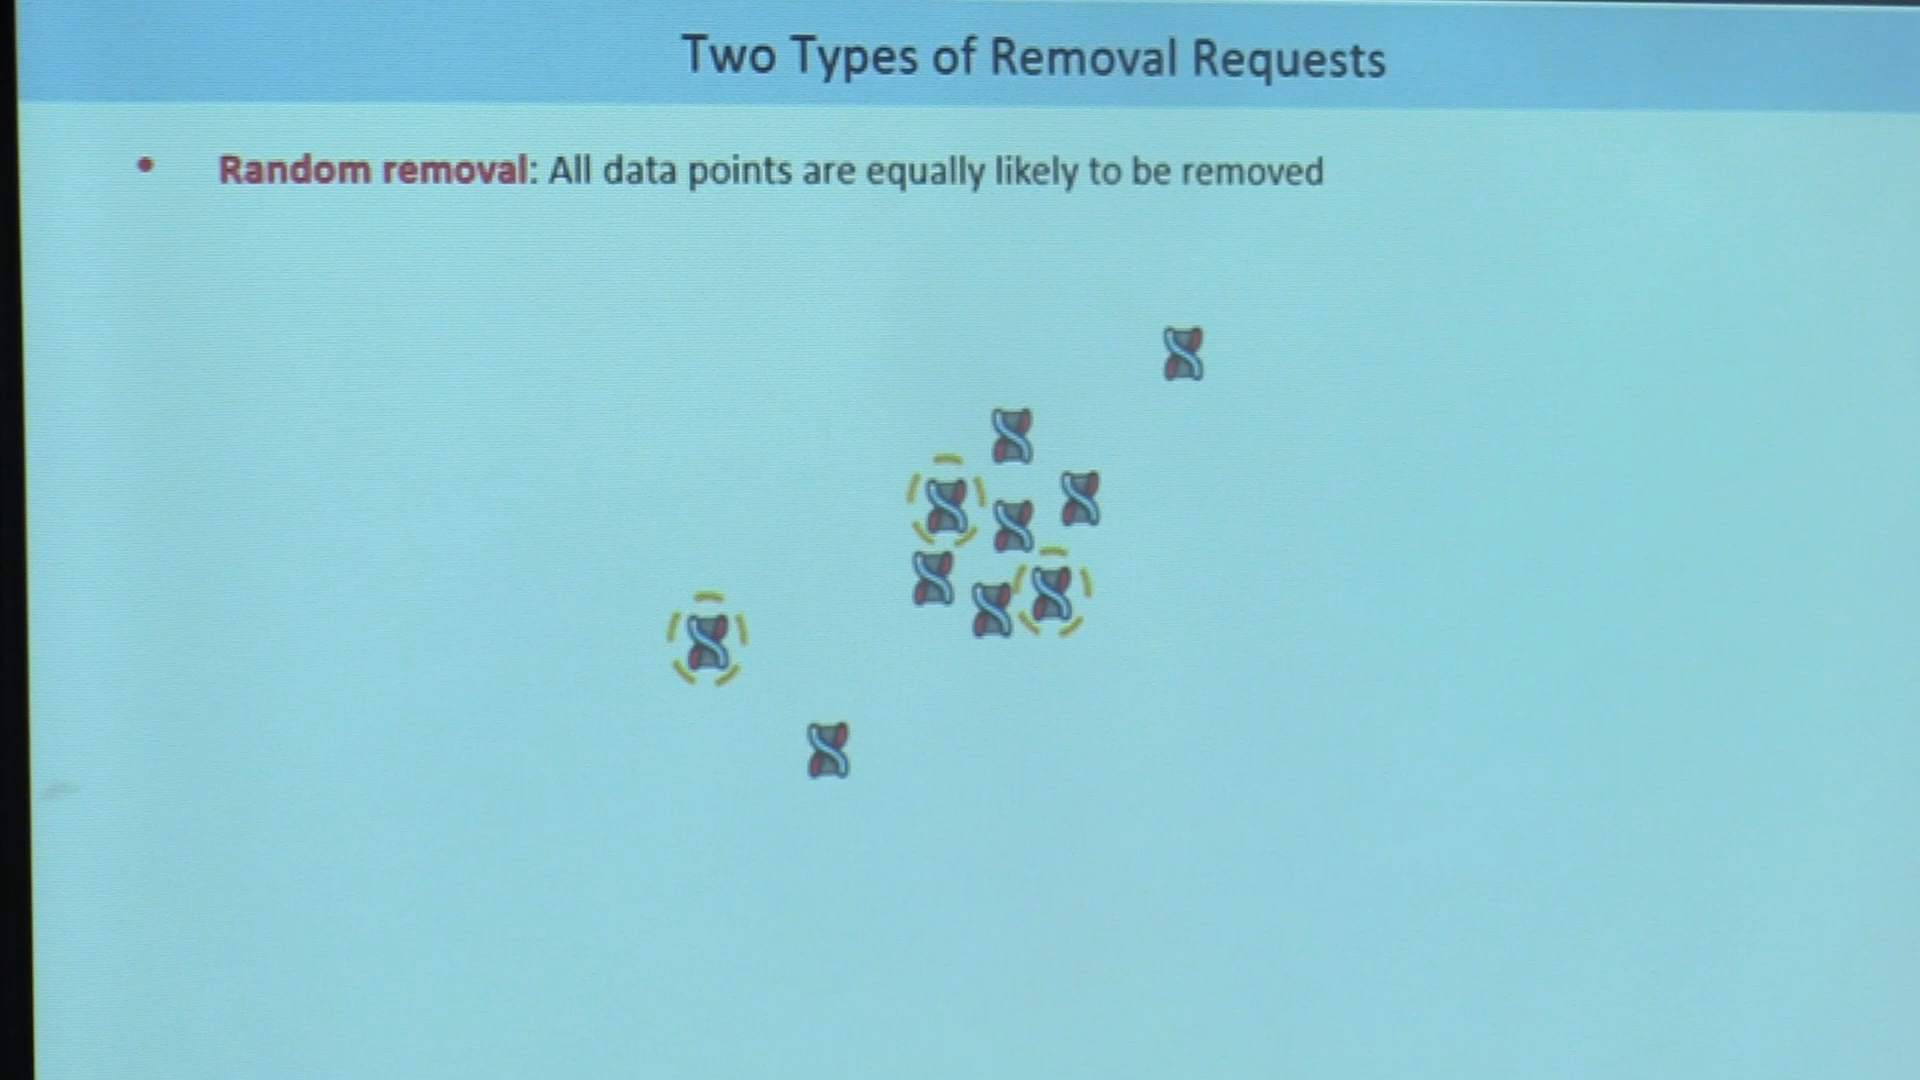 Two Types of Removal Requests
• Random removal: All data points are equally likely to be removed